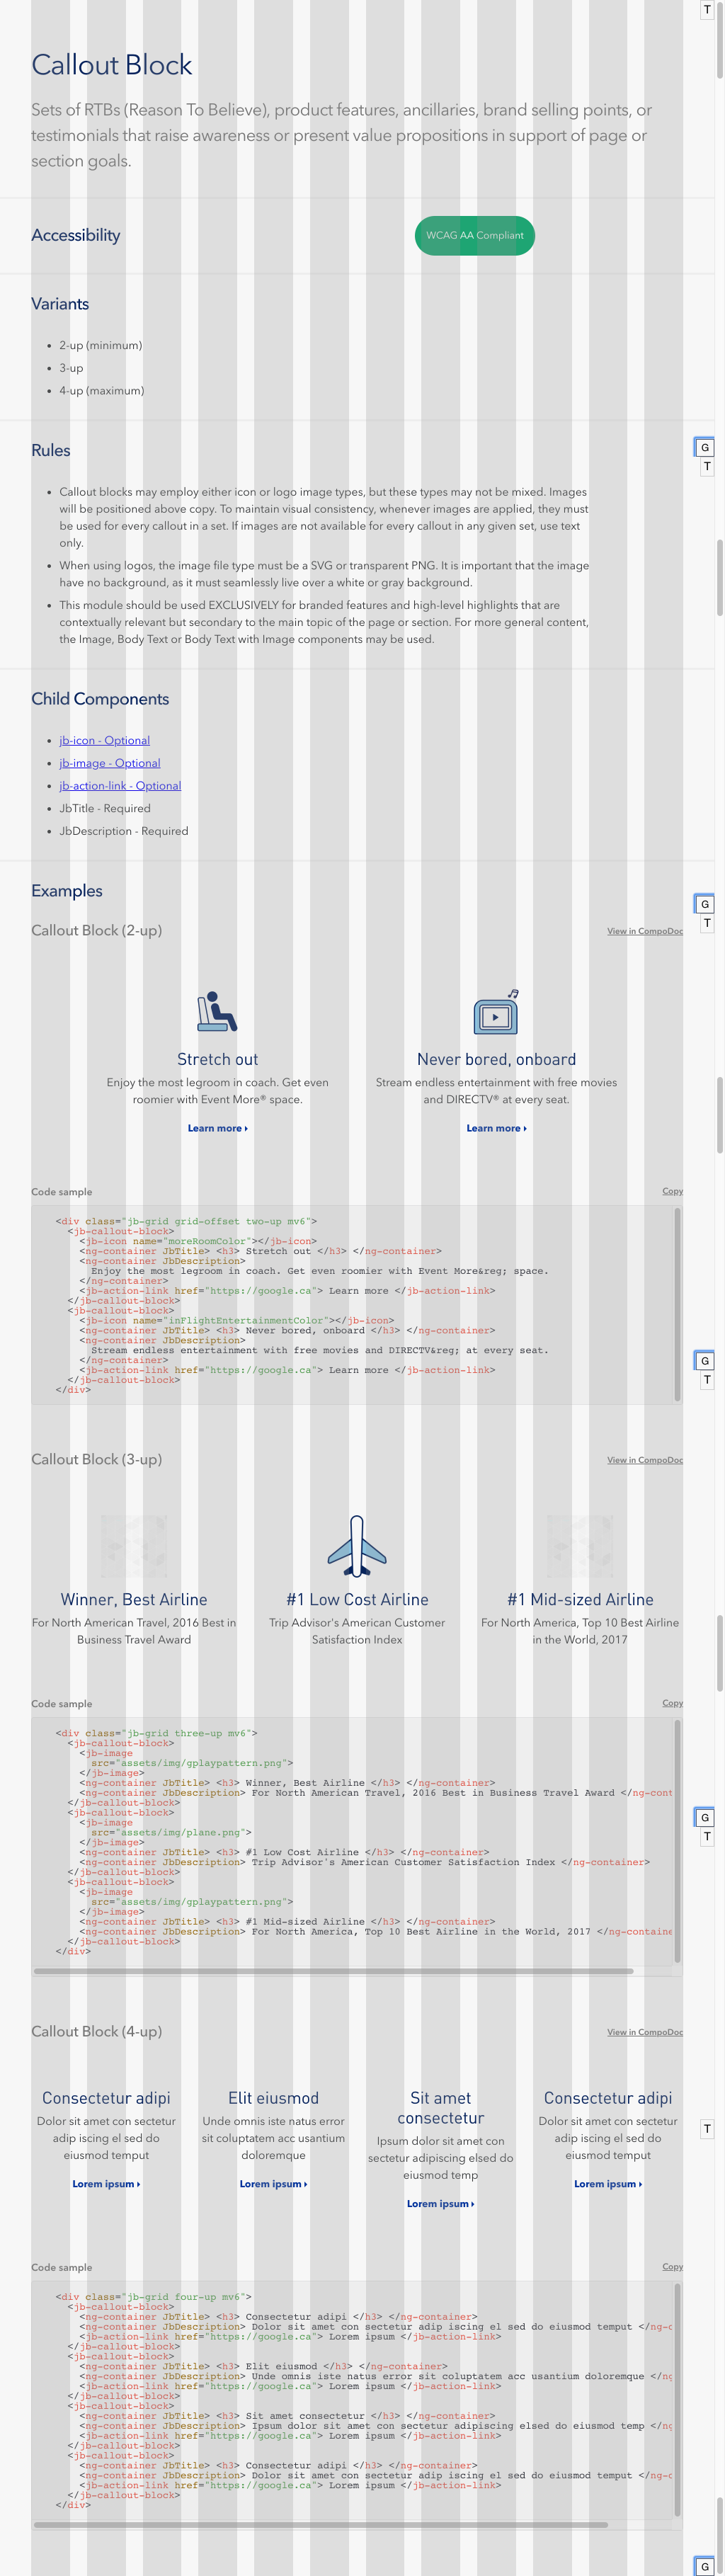 T
Callout Block
Sets of RTBs (Reason To Believe), product features, ancillaries, brand selling points, or
testimonials that raise awareness or present value propositions in support of page or
section goals.
Accessibility
WCAG AA Compliant
Variants
• 2-up (minimum)
• 3-up
• 4-up (maximum)
Rules
G
T
• Callout blocks may employ either icon or logo image types, but these types may not be mixed. Images
will be positioned above copy. To maintain visual consistency, whenever images are applied, they must
be used for every callout in a set. If images are not available for every callout in any given set, use text
only.
• When using logos, the image file type must be a SVG or transparent PNG. It is important that the image
have no background, as it must seamlessly live over a white or gray background.
• This module should be used EXCLUSIVELY for branded features and high-level highlights that are
contextually relevant but secondary to the main topic of the page or section. For more general content,
the Image, Body Text or Body Text with Image components may be used.
Child Components
• jb-icon - Optional
• jb-image - Optional
• jb-action-link - Optional
• JbTitle - Required
• JbDescription - Required
Examples
G
T
Callout Block (2-up)
View in CompoDoc
Stretch out
Enjoy the most legroom in coach. Get even
roomier with Event More® space.
Learn more
Never bored, onboard
Stream endless entertainment with free movies
and DIRECTV® at every seat.
Learn more
Code sample
Copy
<div class="jb-grid grid-offset two-up mv6">
<jb-callout-block>
<jb-icon name="moreRoomColor"></jb-icon>
<ng-container JbTitle> <h3> Stretch out </h3> </ng-container>
<ng-container JbDescription>
Enjoy the most legroom in coach. Get even roomier with Event More&reg; space.
</ng-container>
<jb-action-link href="https://google.ca"> Learn more </jb-action-link>
</jb-callout-block>
<jb-callout-block>
<jb-icon name="inFlightEntertainmentColor"></jb-icon>
<ng-container JbTitle> <h3> Never bored, onboard </h3> </ng-container>
<ng-container JbDescription>
Stream endless entertainment with free movies and DIRECTV&reg; at every seat.
</ng-container>
<jb-action-link href="https://google.ca"> Learn more </jb-action-link>
</jb-callout-block>
</div>
G
T
Callout Block (3-up)
View in CompoDoc
Winner, Best Airline
For North American Travel, 2016 Best in
Business Travel Award
#1 Low Cost Airline
Trip Advisor's American Customer
Satisfaction Index
#1 Mid-sized Airline
For North America, Top 10 Best Airline
in the World, 2017
Code sample
Copy
<div class="jb-grid three-up mv6">
<jb-callout-block>
<jb-image
src="assets/img/gplaypattern.png">
</jb-image>
<ng-container JbTitle> <h3> Winner, Best Airline </h3> </ng-container>
<ng-container JbDescription> For North American Travel, 2016 Best in Business Travel Award </ng-cont
</jb-callout-block>
<jb-callout-block>
<jb-image
src="assets/img/plane.png">
</jb-image>
<ng-container JbTitle> <h3> #1 Low Cost Airline </h3> </ng-container>
<ng-container JbDescription> Trip Advisor's American Customer Satisfaction Index </ng-container>
</jb-callout-block>
<jb-callout-block>
<jb-image
src="assets/img/gplaypattern.png">
</jb-image>
<ng-container JbTitle> <h3> #1 Mid-sized Airline </h3> </ng-container>
<ng-container JbDescription> For North America, Top 10 Best Airline in the World, 2017 </ng-containe
</jb-callout-block>
</div>
G
T
Callout Block (4-up)
View in CompoDoc
Consectetur adipi
Dolor sit amet con sectetur
adip iscing el sed do
eiusmod temput
Lorem ipsum
Elit eiusmod
Unde omnis iste natus error
sit coluptatem acc usantium
doloremque
Lorem ipsum
Sit amet
consectetur
Ipsum dolor sit amet con
sectetur adipiscing elsed do
eiusmod temp
Lorem ipsum
Consectetur adipi
Dolor sit amet con sectetur
adip iscing el sed do
eiusmod temput
Lorem ipsum
T
Code sample
Copy
<div class="jb-grid four-up mv6">
<jb-callout-block>
<ng-container JbTitle> <h3> Consectetur adipi </h3> </ng-container>
<ng-container JbDescription> Dolor sit amet con sectetur adip iscing el sed do eiusmod temput </ng-c
<jb-action-link href="https://google.ca"> Lorem ipsum </jb-action-link>
</jb-callout-block>
<jb-callout-block>
<ng-container JbTitle> <h3> Elit eiusmod </h3> </ng-container>
<ng-container JbDescription> Unde omnis iste natus error sit coluptatem acc usantium doloremque </ng
<jb-action-link href="https://google.ca"> Lorem ipsum </jb-action-link>
</jb-callout-block>
<jb-callout-block>
<ng-container JbTitle> <h3> Sit amet consectetur </h3> </ng-container>
<ng-container JbDescription> Ipsum dolor sit amet con sectetur adipiscing elsed do eiusmod temp </ng
<jb-action-link href="https://google.ca"> Lorem ipsum </jb-action-link>
</jb-callout-block>
<jb-callout-block>
<ng-container JbTitle> <h3> Consectetur adipi </h3> </ng-container>
<ng-container JbDescription> Dolor sit amet con sectetur adip iscing el sed do eiusmod temput </ng-c
<jb-action-link href="https://google.ca"> Lorem ipsum </jb-action-link>
</jb-callout-block>
</div>
G